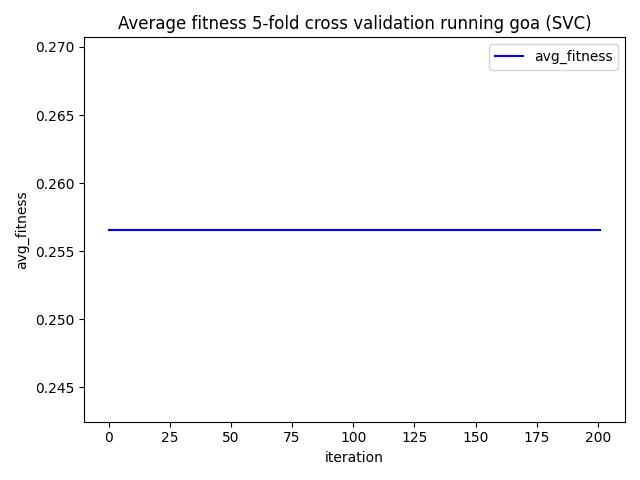 Average fitness 5-fold cross validation running goa (SVC)
avg_fitness
0.270
0.265
0.260
0.255
0.250
0.245
avg_fitness
0 25 50 75 100 125 150 175 200
iteration